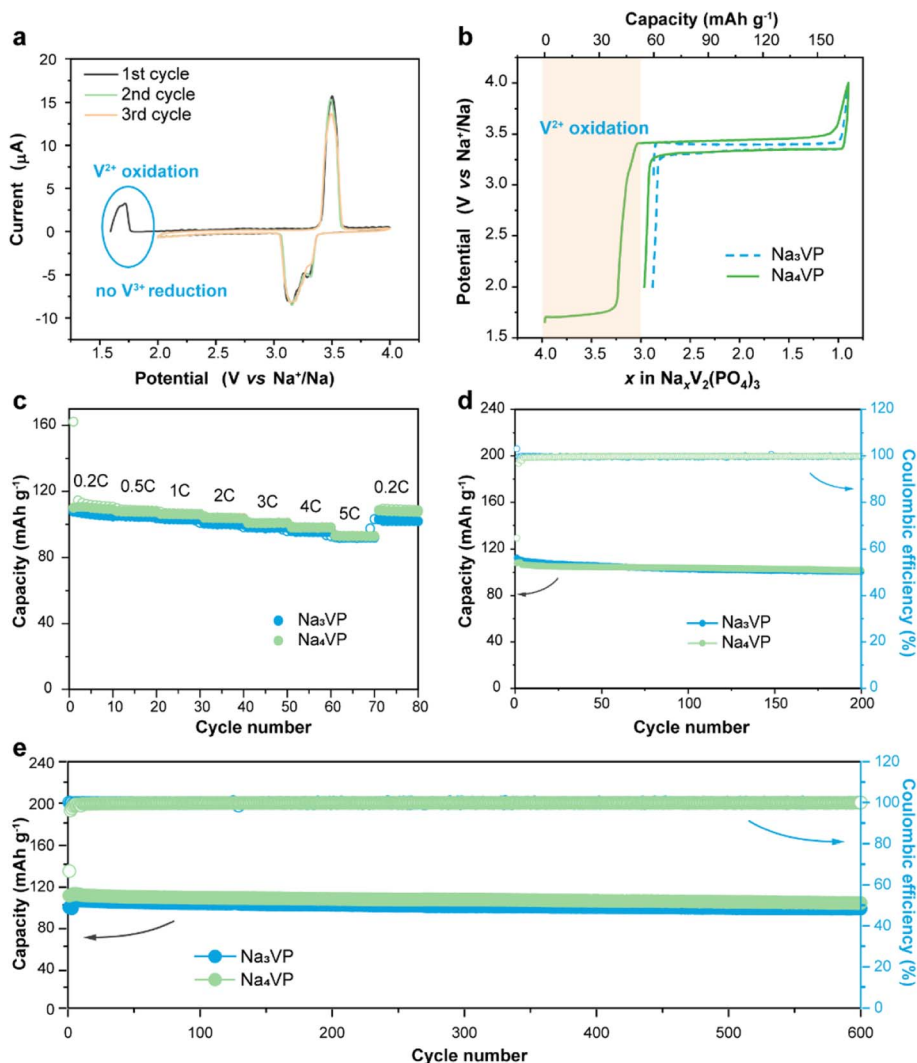 a
20
15
10
5
0
-5
-10
Current (μA)
1st cycle
2nd cycle
3rd cycle
V²⁺ oxidation
no V³⁺ reduction
1.5 2.0 2.5 3.0 3.5 4.0
Potential (V vs Na⁺/Na)
b
Capacity (mAh g⁻¹)
0 30 60 90 120 150
4.0
3.5
3.0
2.5
2.0
1.5
Potential (V vs Na⁺/Na)
V²⁺ oxidation
Na₃VP
Na₄VP
4.0 3.5 3.0 2.5 2.0 1.5 1.0
x in NaₓV₂(PO₄)₃
c
160
120
80
40
0
Capacity (mAh g⁻¹)
0.2C 0.5C 1C 2C 3C 4C 5C 0.2C
Na₃VP
Na₄VP
0 10 20 30 40 50 60 70 80
Cycle number
d
240
200
160
120
80
40
0
Capacity (mAh g⁻¹)
120
100
80
60
40
20
0
Coulombic efficiency (%)
Na₃VP
Na₄VP
0 50 100 150 200
Cycle number
e
240
200
160
120
80
40
0
Capacity (mAh g⁻¹)
120
100
80
60
40
20
0
Coulombic efficiency (%)
Na₃VP
Na₄VP
0 100 200 300 400 500 600
Cycle number